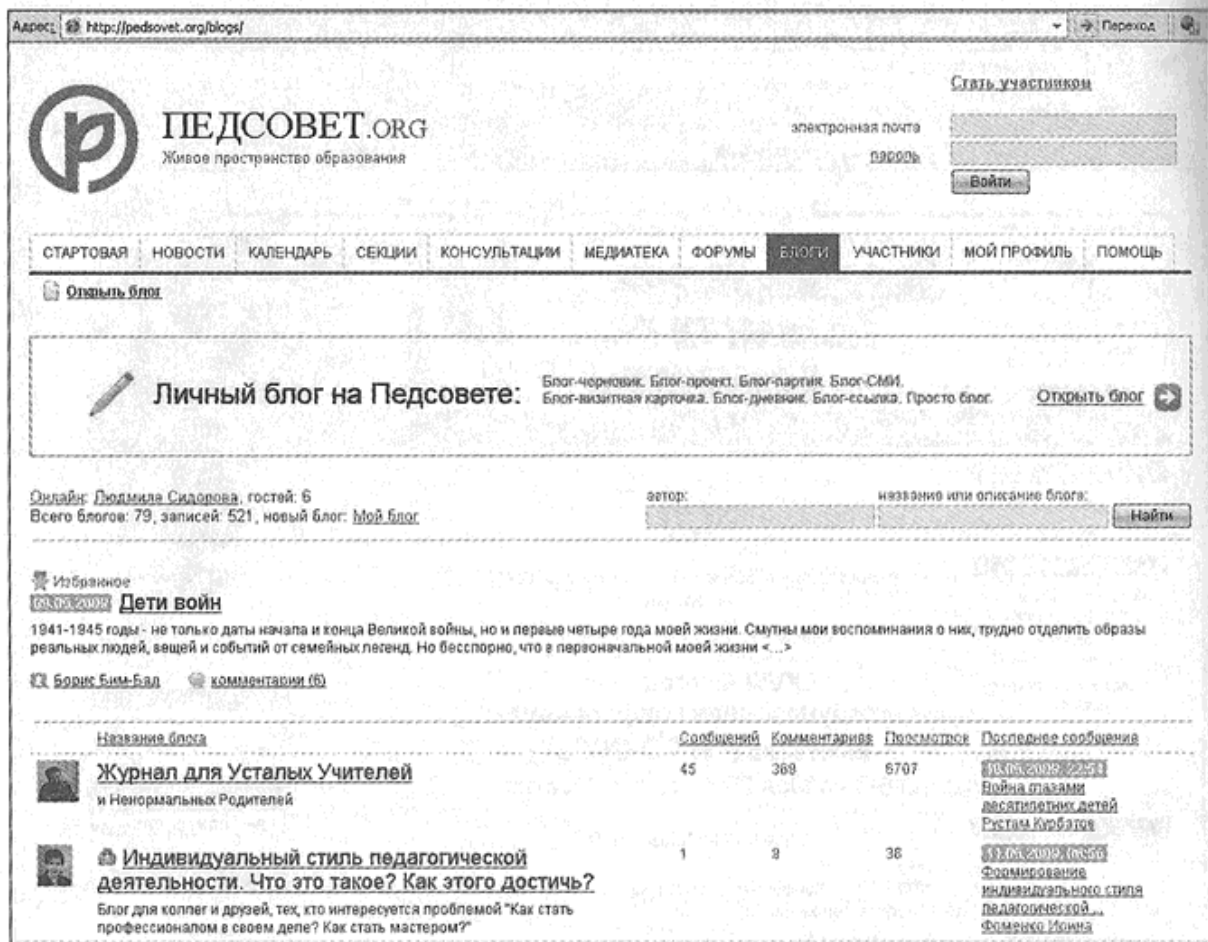 Адрес: http://pedsovet.org/blogs/ Переход
Стать участником
ПЕДСОВЕТ.ORG
Живое пространство образования
электронная почта
пароль
Войти
СТАРТОВАЯ НОВОСТИ КАЛЕНДАРЬ СЕКЦИИ КОНСУЛЬТАЦИИ МЕДИАТЕКА ФОРУМЫ БЛОГИ УЧАСТНИКИ МОЙ ПРОФИЛЬ ПОМОЩЬ
Открыть блог
Личный блог на Педсовете: Блог-черновик. Блог-проект. Блог-партия. Блог-СМИ.
Блог-визитная карточка. Блог-дневник. Блог-ссылка. Просто блог. Открыть блог
Онлайн: Людмила Сидорова, гостей: 6 автор: название или описание блога:
Всего блогов: 79, записей: 521, новый блог: Мой блог Найти
Избранное
Дети войн
1941-1945 годы - не только даты начала и конца Великой войны, но и первые четыре года моей жизни. Смутны мои воспоминания о них, трудно отделить образы
реальных людей, вещей и событий от семейных легенд. Но бесспорно, что в первоначальной моей жизни <...>
Борис Бим-Бад комментарии (6)
Название блога Сообщений Комментариев Просмотров Последнее сообщение
Журнал для Усталых Учителей 45 369 6707
и Ненормальных Родителей
Война глазами
десятилетних детей
Рустам Курбатов
Индивидуальный стиль педагогической 1 38
деятельности. Что это такое? Как этого достичь?
Блог для коллег и друзей, тех, кто интересуется проблемой "Как стать
профессионалом в своем деле? Как стать мастером?"
Формирование
индивидуального стиля
педагогической ...
Фоменко Ионна